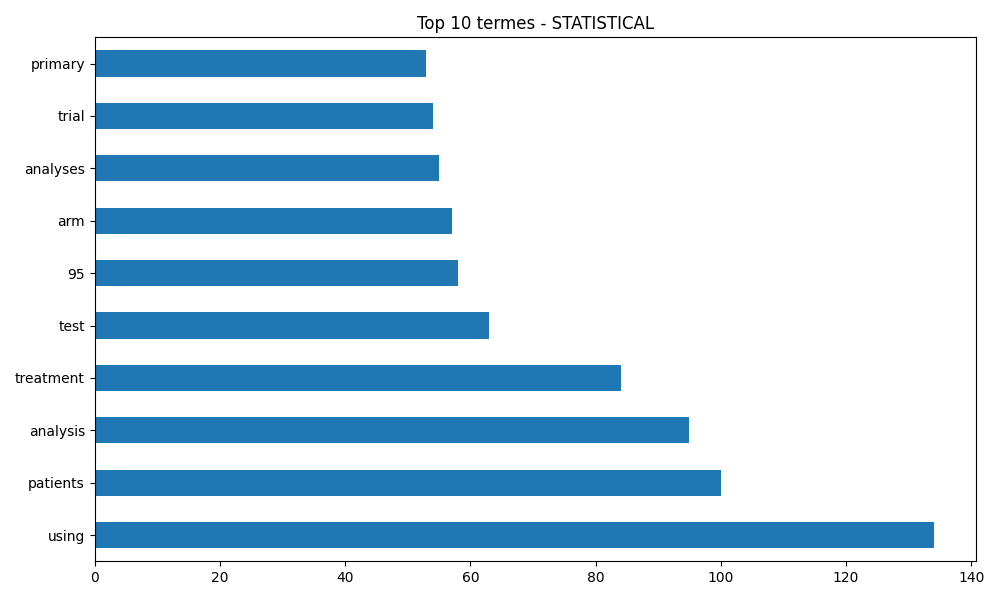 Top 10 termes - STATISTICAL
primary
trial
analyses
arm
95
test
treatment
analysis
patients
using
0 20 40 60 80 100 120 140